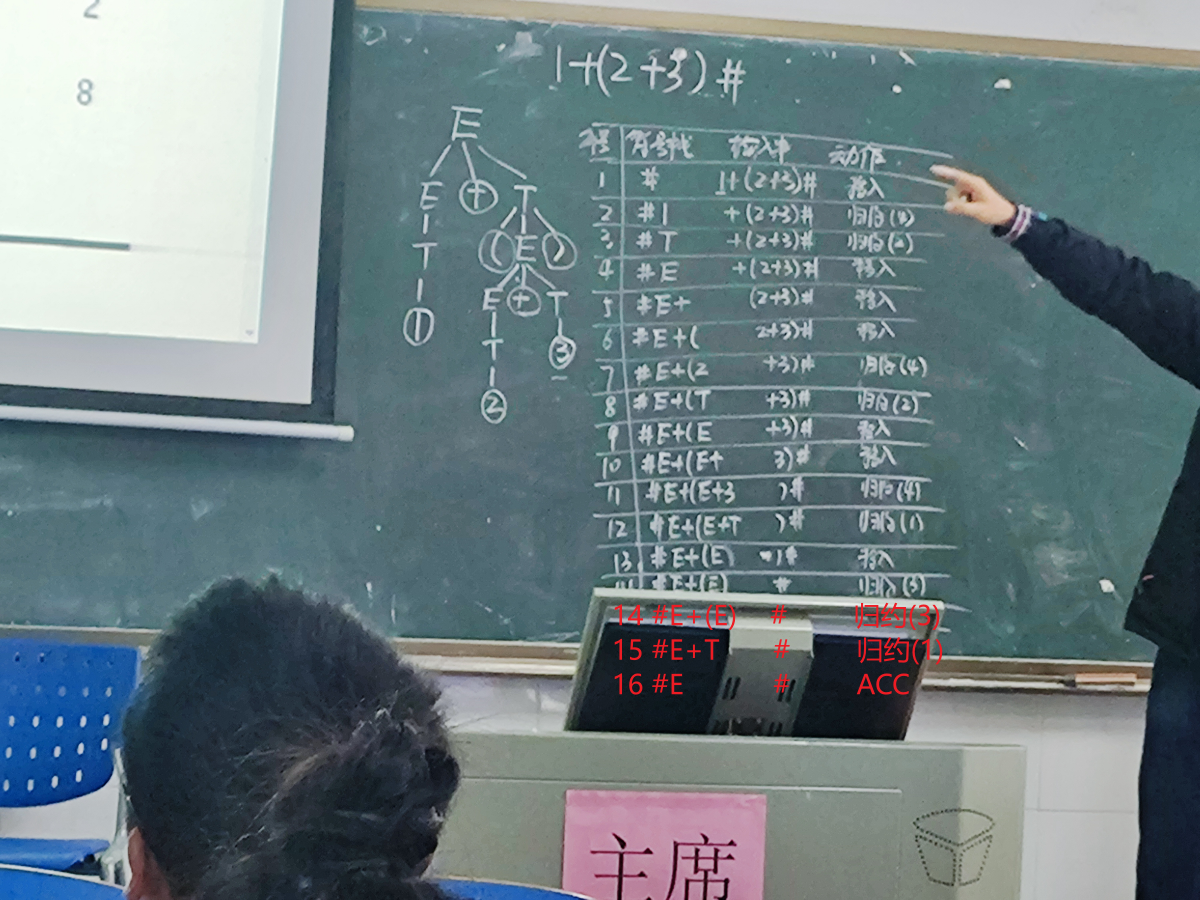 2
8
1+(2+3)#
E
E + T
T ( E )
1 E + T
T 3
2
符号栈 输入串 动作
1 # 1+(2+3)# 移入
2 #1 +(2+3)# 归约(4)
3 #T +(2+3)# 归约(2)
4 #E +(2+3)# 移入
5 #E+ (2+3)# 移入
6 #E+( 2+3)# 移入
7 #E+(2 +3)# 归约(4)
8 #E+(T +3)# 归约(2)
9 #E+(E +3)# 移入
10 #E+(E+ 3)# 移入
11 #E+(E+3 )# 归约(4)
12 #E+(E+T )# 归约(1)
13 #E+(E )# 移入
14 #E+(E) # 归约(3)
14 #E+(E) # 归约(3)
15 #E+T # 归约(1)
16 #E # ACC
主席